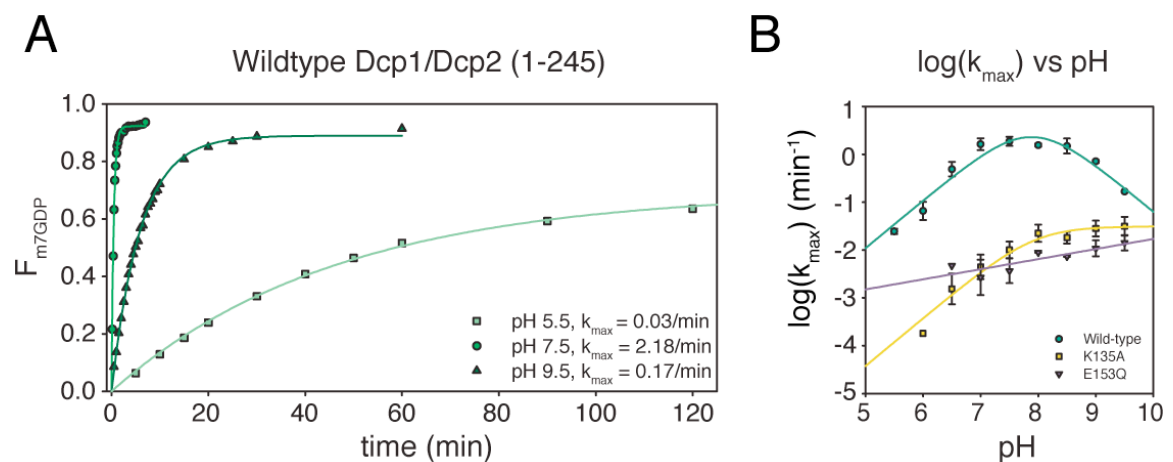 A
Wildtype Dcp1/Dcp2 (1-245)
F m7GDP
1.0
0.8
0.6
0.4
0.2
0.0
pH 5.5, kmax = 0.03/min
pH 7.5, kmax = 2.18/min
pH 9.5, kmax = 0.17/min
0 20 40 60 80 100 120
time (min)
B
log(kmax) vs pH
log(kmax) (min-1)
1
0
-1
-2
-3
-4
-5
Wild-type
K135A
E153Q
5 6 7 8 9 10
pH